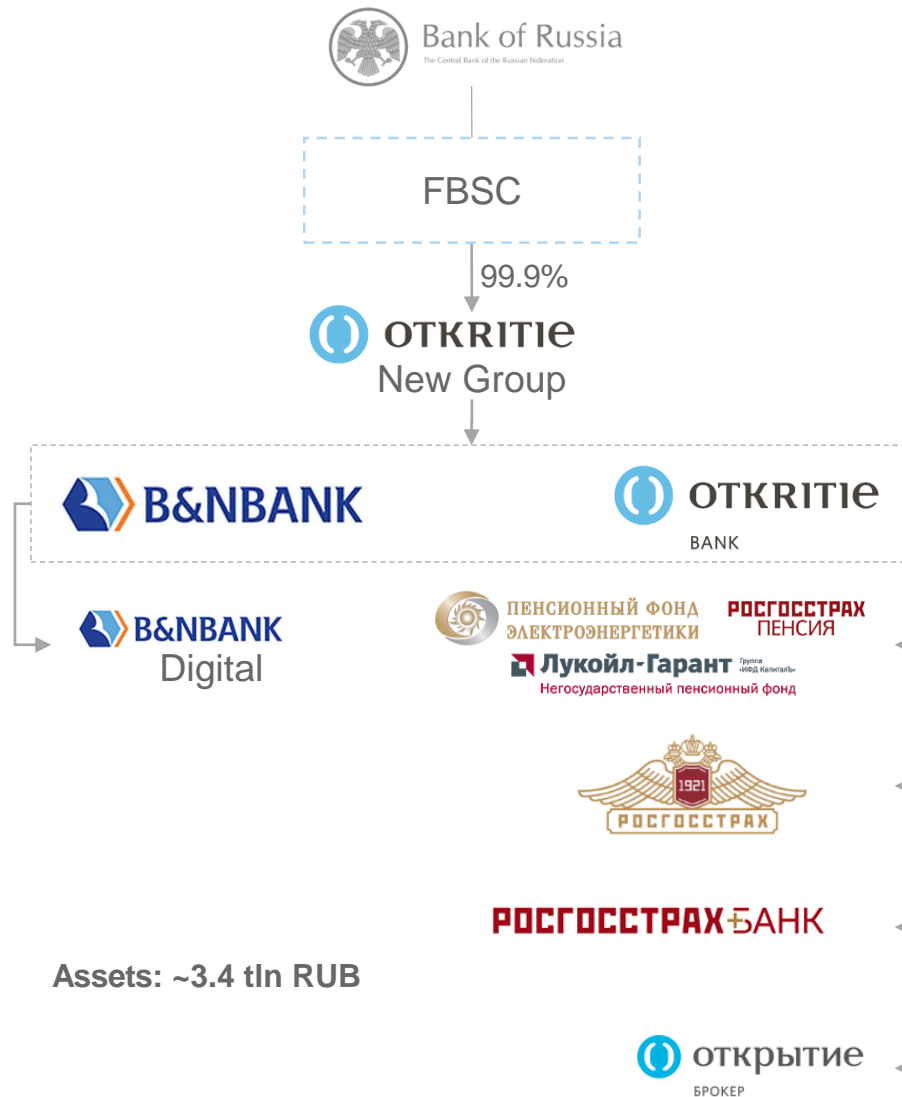 Bank of Russia
The Central Bank of the Russian Federation
FBSC
99.9%
OTKRITIE
New Group
B&NBANK
OTKRITIE
BANK
B&NBANK
Digital
ПЕНСИОННЫЙ ФОНД
ЭЛЕКТРОЭНЕРГЕТИКИ
РОСГОССТРАХ
ПЕНСИЯ
Лукойл-Гарант
Группа
«ИФД КапиталЪ»
Негосударственный пенсионный фонд
1921
РОСГОССТРАХ
РОСГОССТРАХ БАНК
Assets: ~3.4 tln RUB
открытие
БРОКЕР